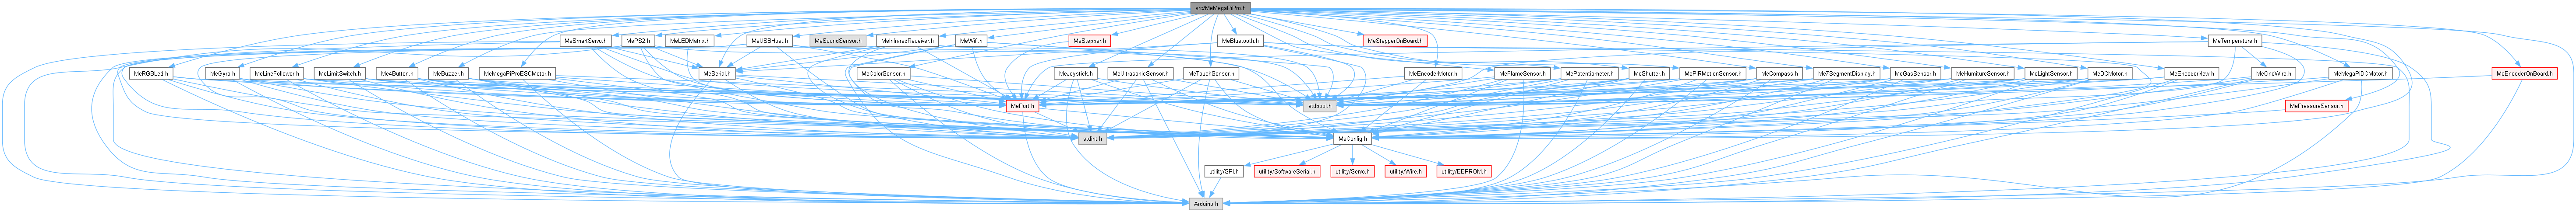 src/MeMegaPiPro.h
MeSmartServo.h
MePS2.h
MeLEDMatrix.h
MeUSBHost.h
MeSoundSensor.h
MeInfraredReceiver.h
MeWifi.h
MeStepper.h
MeBluetooth.h
MeStepperOnBoard.h
MeTemperature.h
MeRGBLed.h
MeGyro.h
MeLineFollower.h
MeLimitSwitch.h
Me4Button.h
MeBuzzer.h
MeMegaPiProESCMotor.h
MeSerial.h
MeColorSensor.h
MeJoystick.h
MeUltrasonicSensor.h
MeTouchSensor.h
MeEncoderMotor.h
MeFlameSensor.h
MePotentiometer.h
MeShutter.h
MePIRMotionSensor.h
MeCompass.h
Me7SegmentDisplay.h
MeGasSensor.h
MeHumitureSensor.h
MeLightSensor.h
MeDCMotor.h
MeEncoderNew.h
MeOneWire.h
MeMegaPiDCMotor.h
MeEncoderOnBoard.h
MePort.h
stdbool.h
MePressureSensor.h
stdint.h
MeConfig.h
utility/SPI.h
utility/SoftwareSerial.h
utility/Servo.h
utility/Wire.h
utility/EEPROM.h
Arduino.h